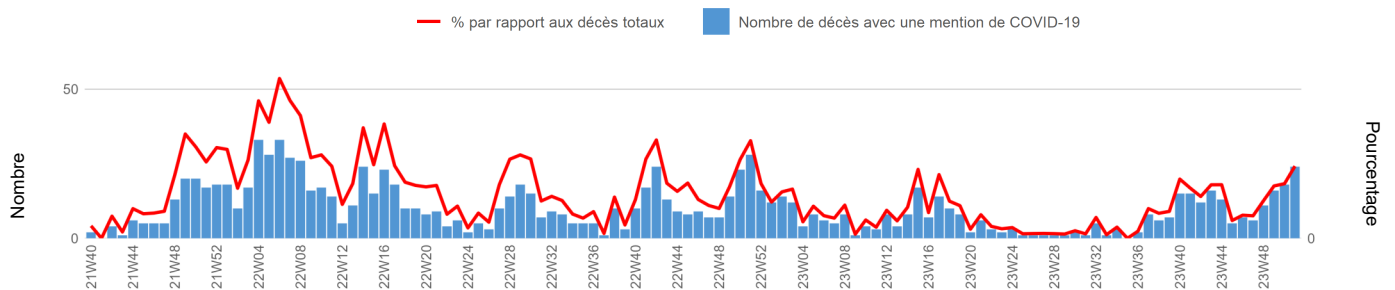 % par rapport aux décès totaux
Nombre de décès avec une mention de COVID-19
Nombre
50
0
Pourcentage
0
21W40
21W44
21W48
21W52
22W04
22W08
22W12
22W16
22W20
22W24
22W28
22W32
22W36
22W40
22W44
22W48
22W52
23W04
23W08
23W12
23W16
23W20
23W24
23W28
23W32
23W36
23W40
23W44
23W48